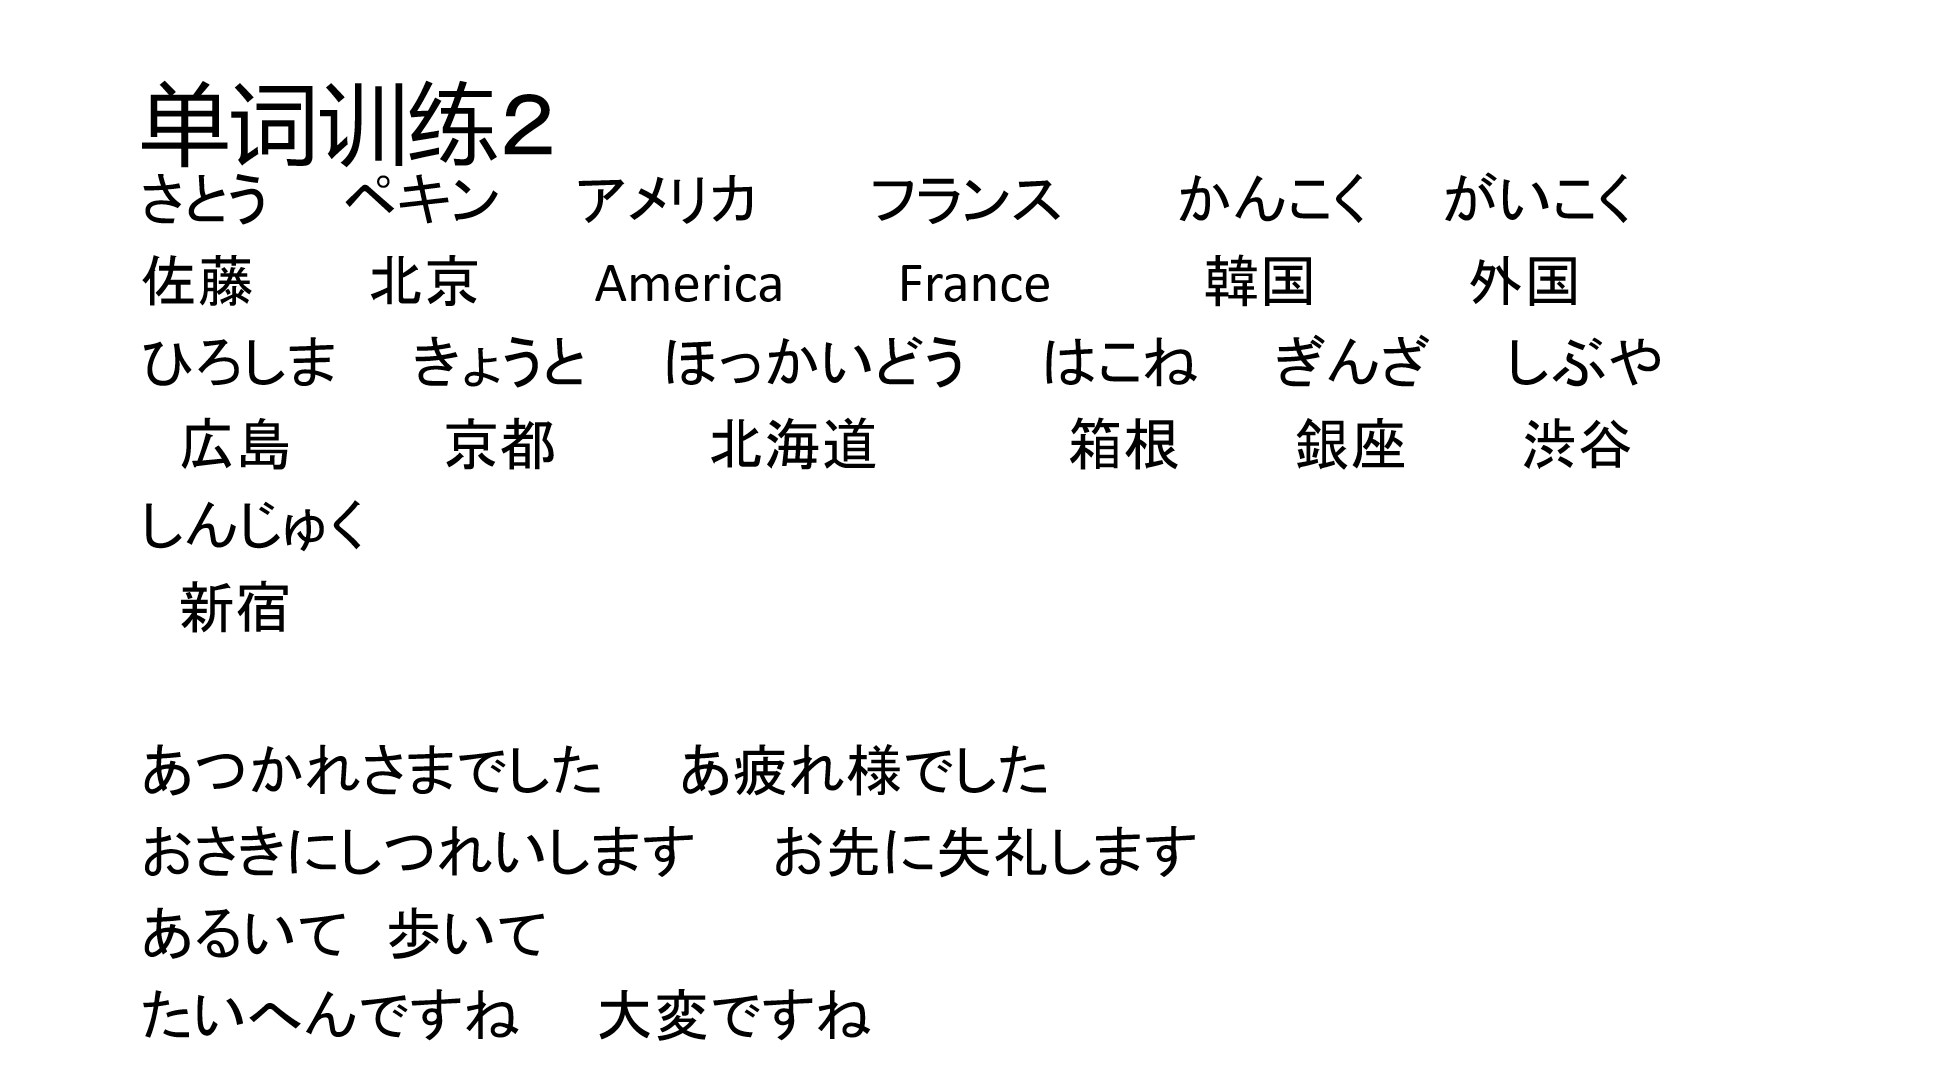 单词训练２
さとう　ペキン　アメリカ　　フランス　　かんこく　がいこく
佐藤　　北京　　America　　France　　　韓国　　　外国
ひろしま　きょうと　ほっかいどう　はこね　ぎんざ　しぶや
広島　　　京都　　　北海道　　　　箱根　　銀座　　渋谷
しんじゅく
新宿
あつかれさまでした　あ疲れ様でした
おさきにしつれいします　お先に失礼します
あるいて　歩いて
たいへんですね　大変ですね